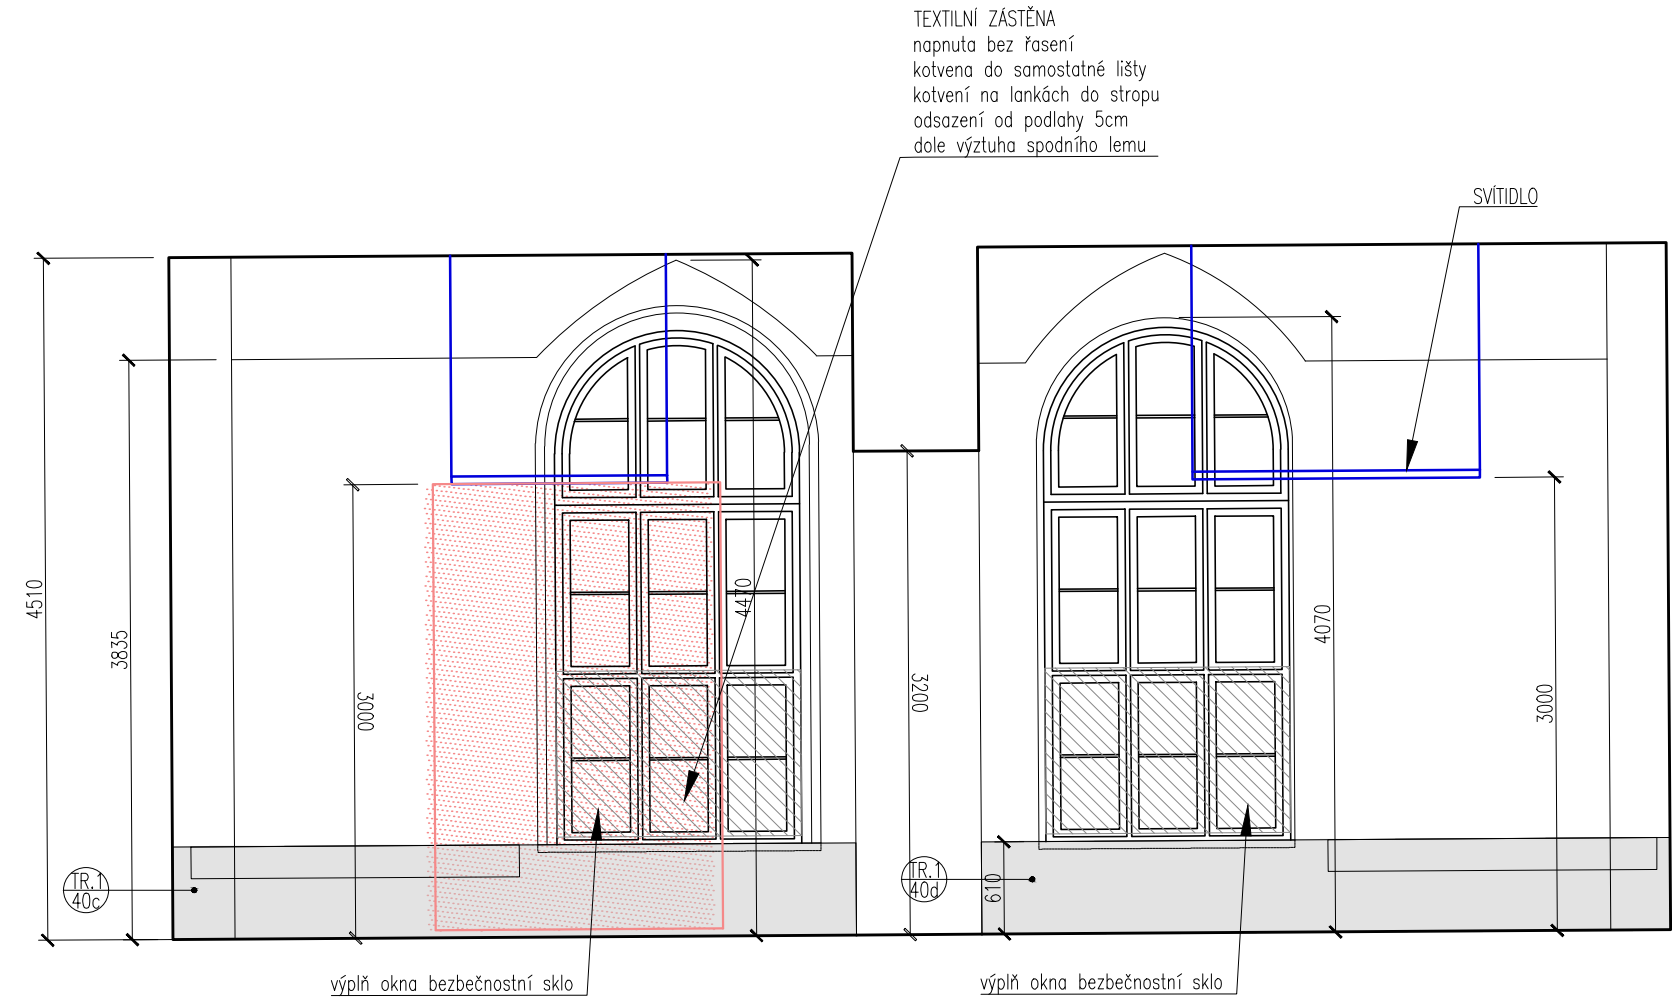 TEXTILNÍ ZÁSTĚNA
napnuta bez řasení
kotvena do samostatné lišty
kotvení na lankách do stropu
odsazení od podlahy 5cm
dole výztuha spodního lemu
SVÍTIDLO
4510
3835
3000
4470
3200
4070
3000
610
TR.1
40c
TR.1
40d
výplň okna bezbečnostní sklo
výplň okna bezbečnostní sklo